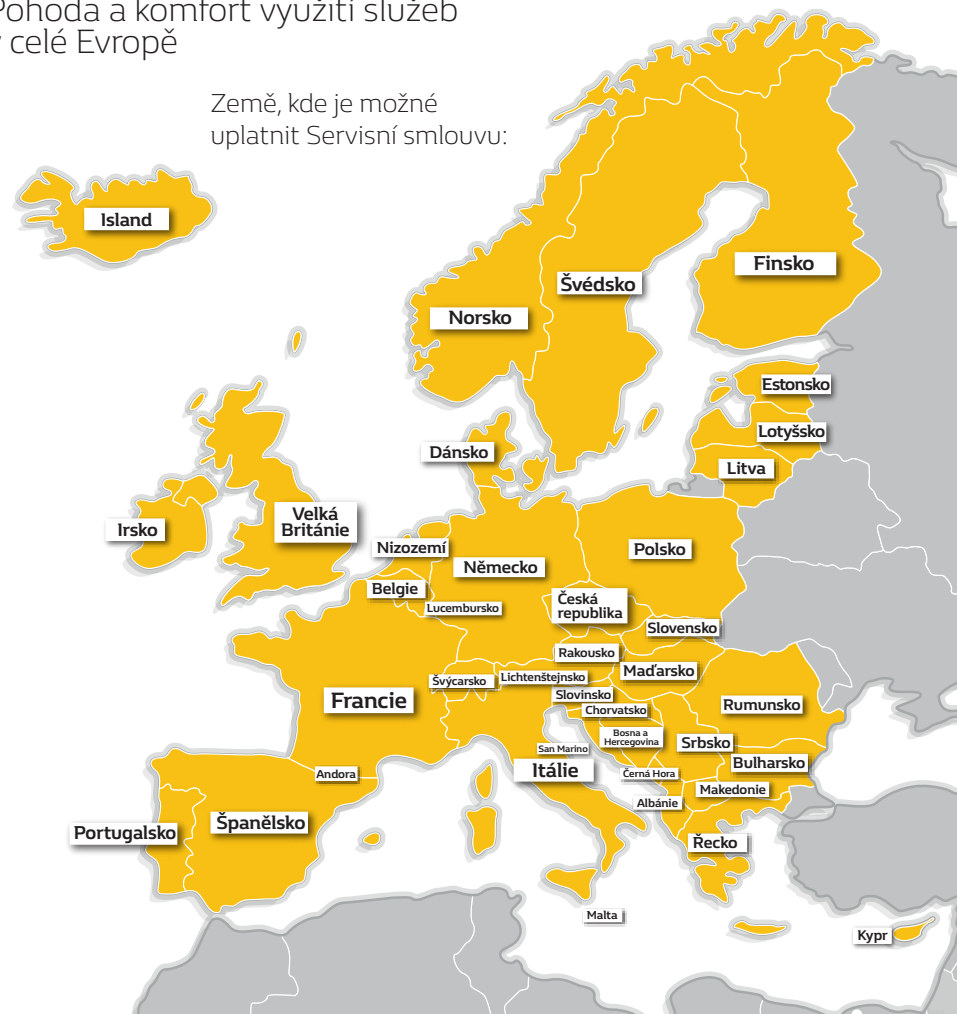 Pohoda a komfort využití služeb
v celé Evropě
Země, kde je možné
uplatnit Servisní smlouvu:
Island
Finsko
Švédsko
Norsko
Estonsko
Lotyšsko
Dánsko
Litva
Velká
Británie
Irsko
Nizozemí
Polsko
Německo
Belgie
Česká
republika
Lucembursko
Slovensko
Rakousko
Maďarsko
Švýcarsko
Lichtenštejnsko
Slovinsko
Francie
Chorvatsko
Rumunsko
Bosna a
Hercegovina
Srbsko
San Marino
Bulharsko
Itálie
Andora
Černá Hora
Makedonie
Albánie
Španělsko
Portugalsko
Řecko
Malta
Kypr